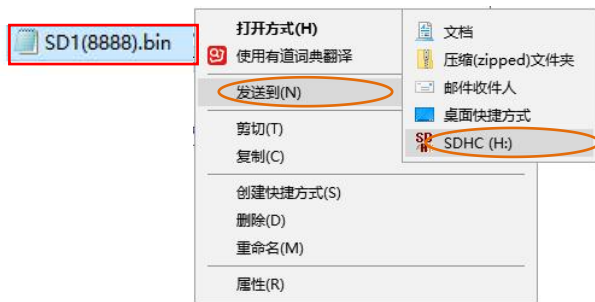 SD1(8888).bin
打开方式(H)
使用有道词典翻译
发送到(N)
剪切(T)
复制(C)
创建快捷方式(S)
删除(D)
重命名(M)
属性(R)
文档
压缩(zipped)文件夹
邮件收件人
桌面快捷方式
SDHC (H:)